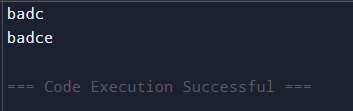 badc
badce
=== Code Execution Successful ===